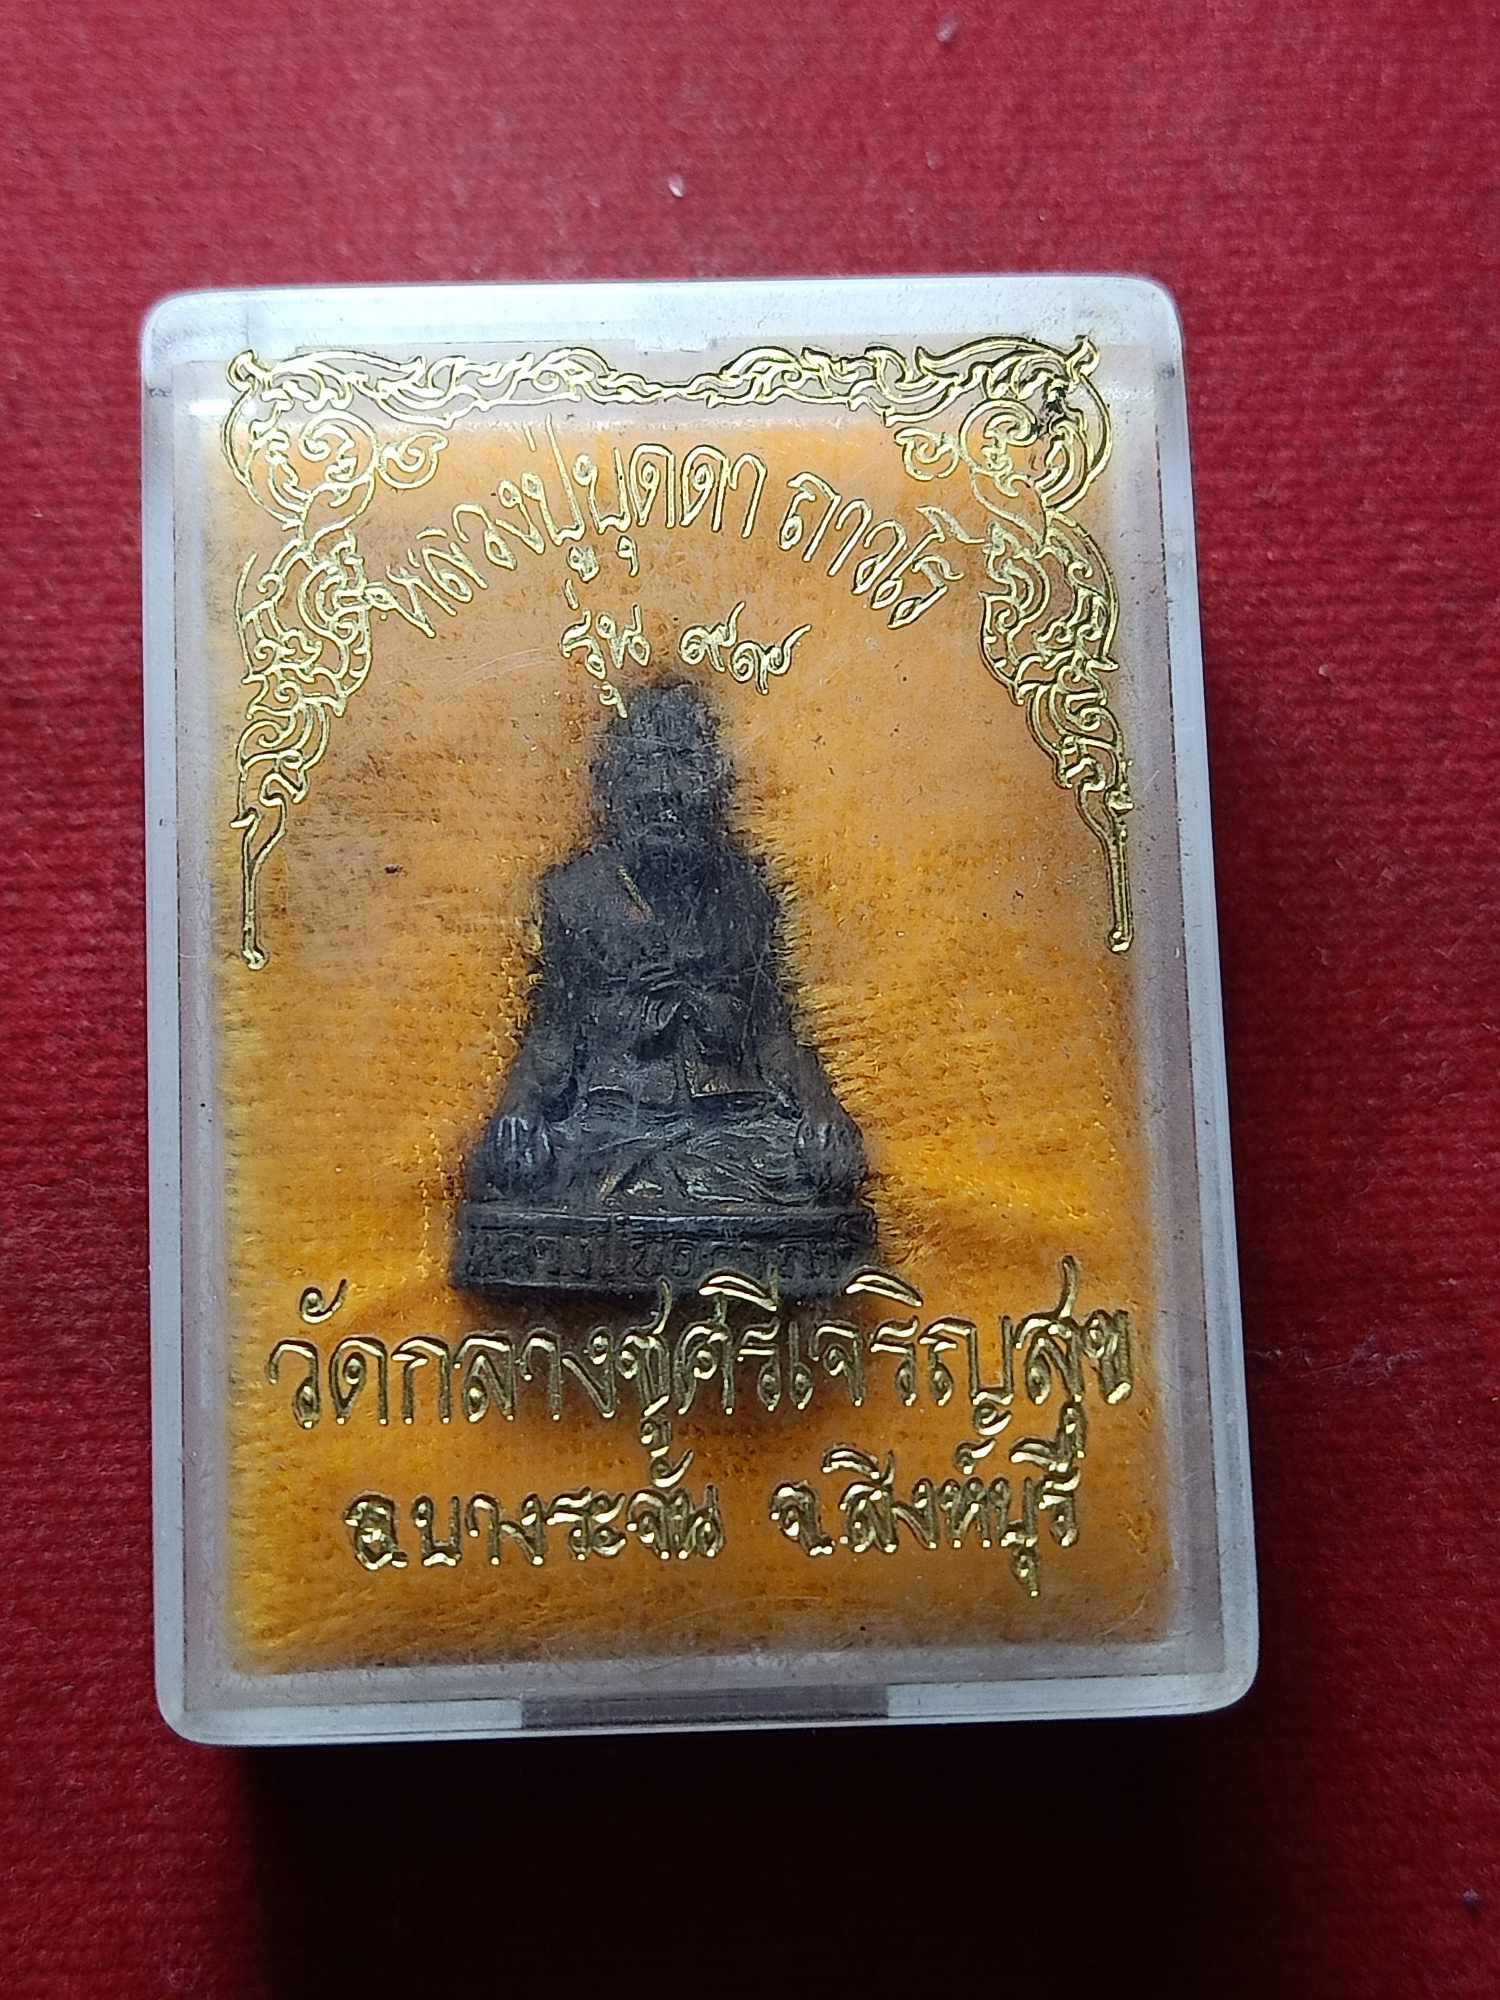 หลวงปู่บุดดา ถาวโร
รุ่น ๙๙
วัดกลางชูศรีเจริญสุข
อ.บางระจัน จ.สิงห์บุรี